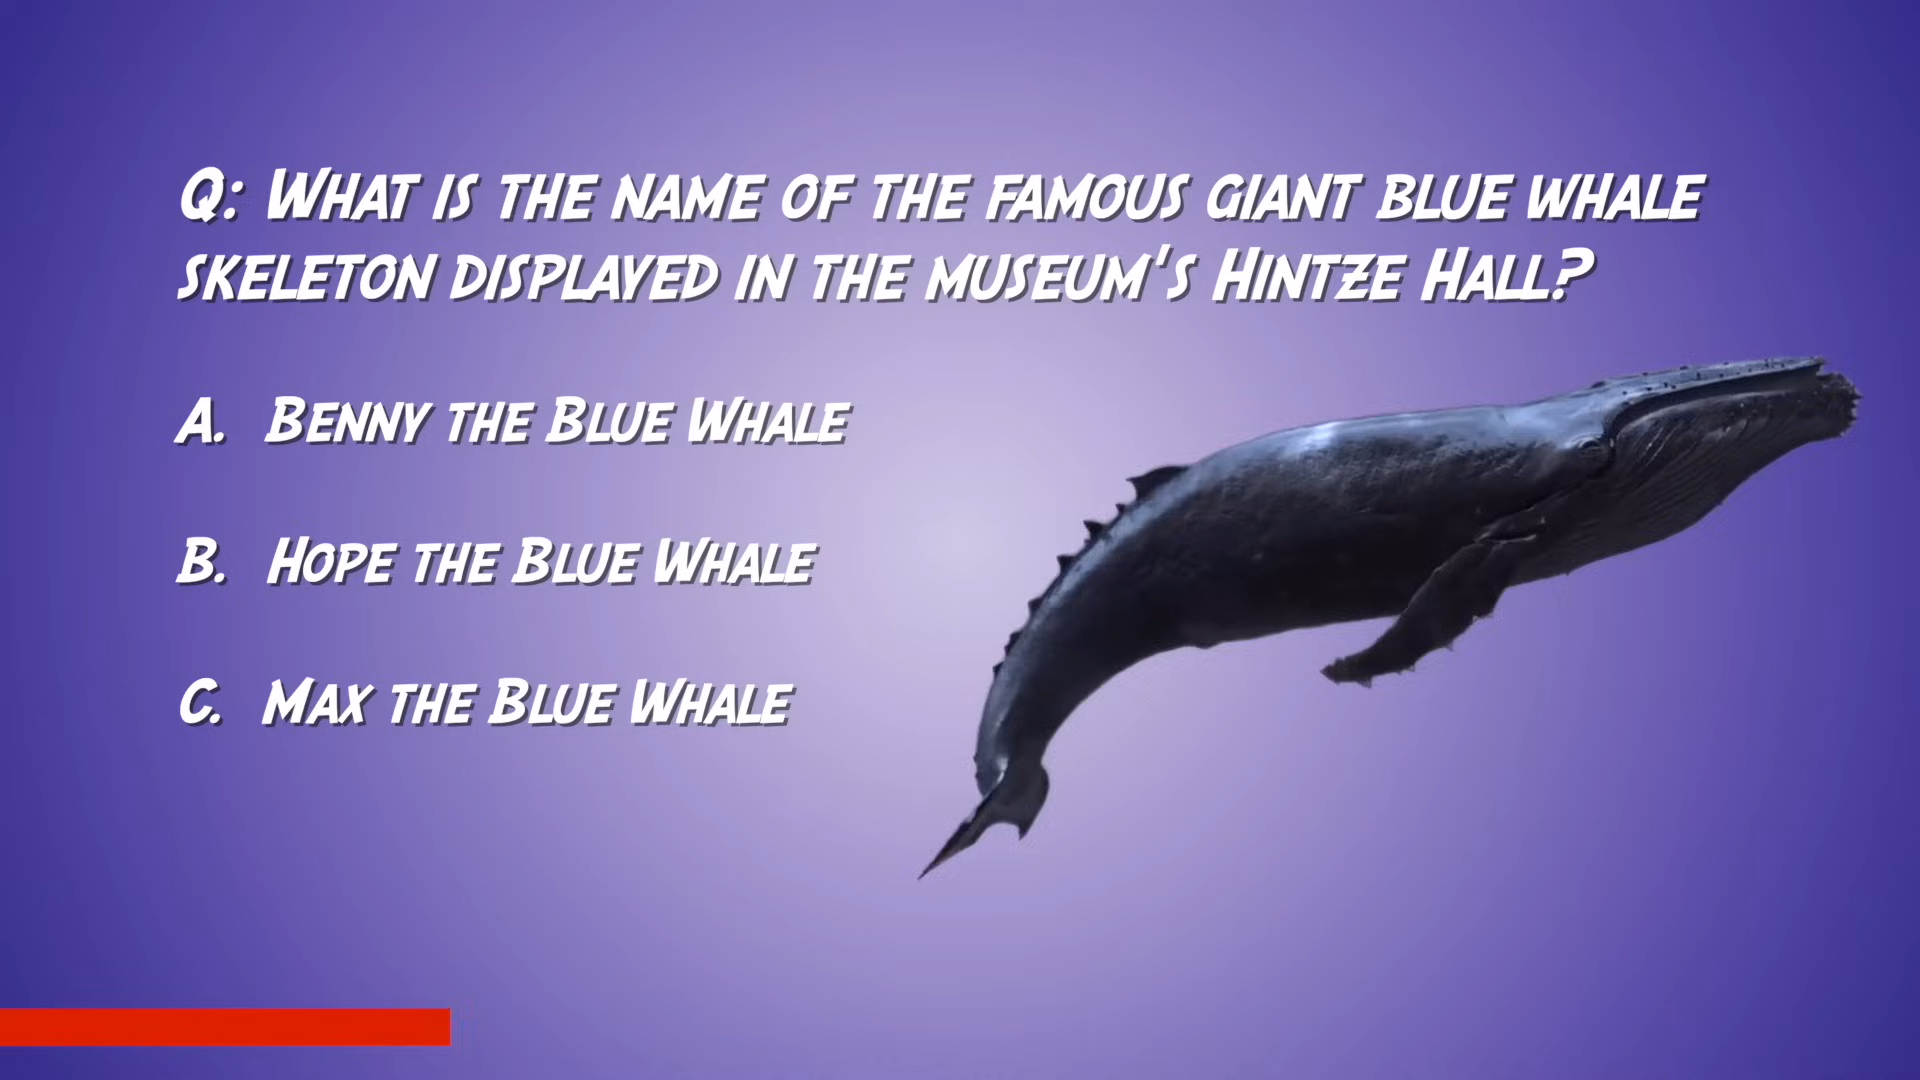 Q: What is the name of the famous giant blue whale
skeleton displayed in the museum's Hintze Hall?
A. Benny the Blue Whale
B. Hope the Blue Whale
C. Max the Blue Whale